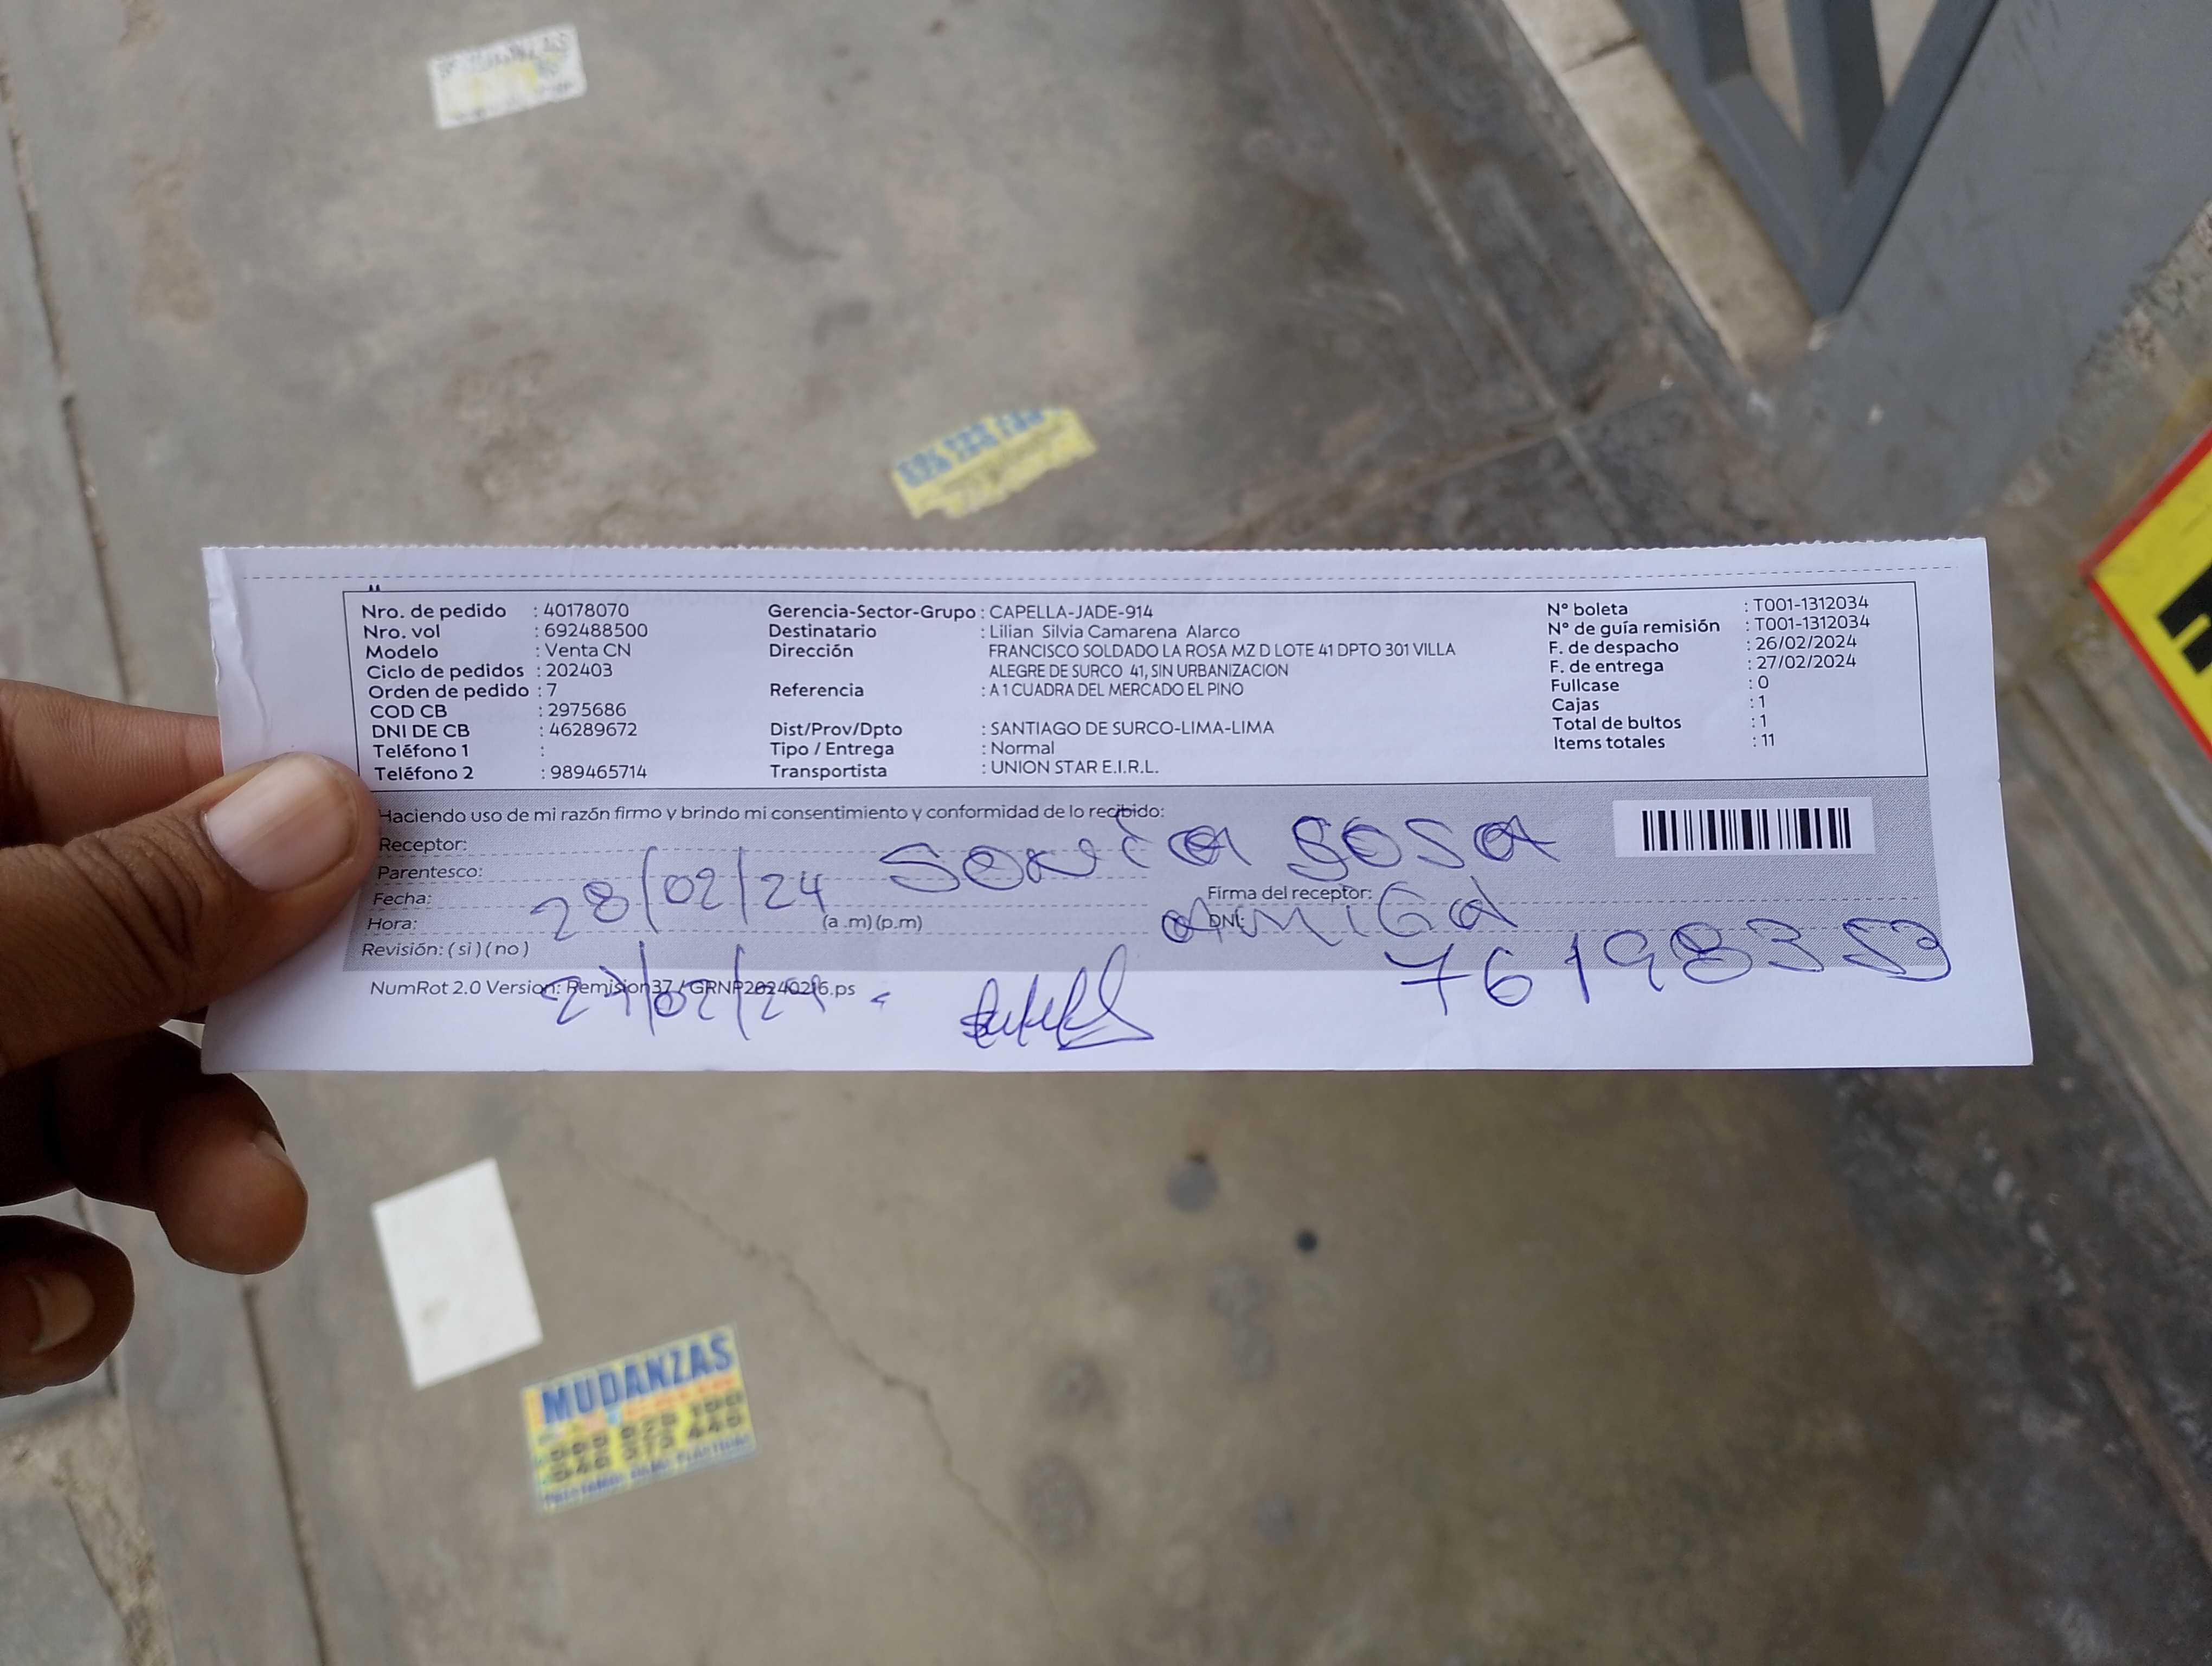 Nro. de pedido : 40178070
Nro. vol : 692488500
Modelo : Venta CN
Ciclo de pedidos : 202403
Orden de pedido : 7
COD CB : 2975686
DNI DE CB : 46289672
Teléfono 1 :
Teléfono 2 : 989465714
Gerencia-Sector-Grupo : CAPELLA-JADE-914
Destinatario : Lilian Silvia Camarena Alarco
Dirección : FRANCISCO SOLDADO LA ROSA MZ D LOTE 41 DPTO 301 VILLA
ALEGRE DE SURCO 41, SIN URBANIZACION
Referencia : A 1 CUADRA DEL MERCADO EL PINO
Dist/Prov/Dpto : SANTIAGO DE SURCO-LIMA-LIMA
Tipo / Entrega : Normal
Transportista : UNION STAR E.I.R.L.
N° boleta : T001-1312034
N° de guía remisión : T001-1312034
F. de despacho : 26/02/2024
F. de entrega : 27/02/2024
Fullcase : 0
Cajas : 1
Total de bultos : 1
Items totales : 11
Haciendo uso de mi razón firmo y brindo mi consentimiento y conformidad de lo recibido:
Receptor:
Sonia Sosa
Parentesco:
Fecha: 28/02/24
Firma del receptor:
Hora: (a.m) (p.m)
DNI:
AMIGA
Revisión: ( si ) ( no )
76198353
NumRot 2.0 Version: Remision37 / GRNP20240216.ps
27/02/24
MUDANZAS